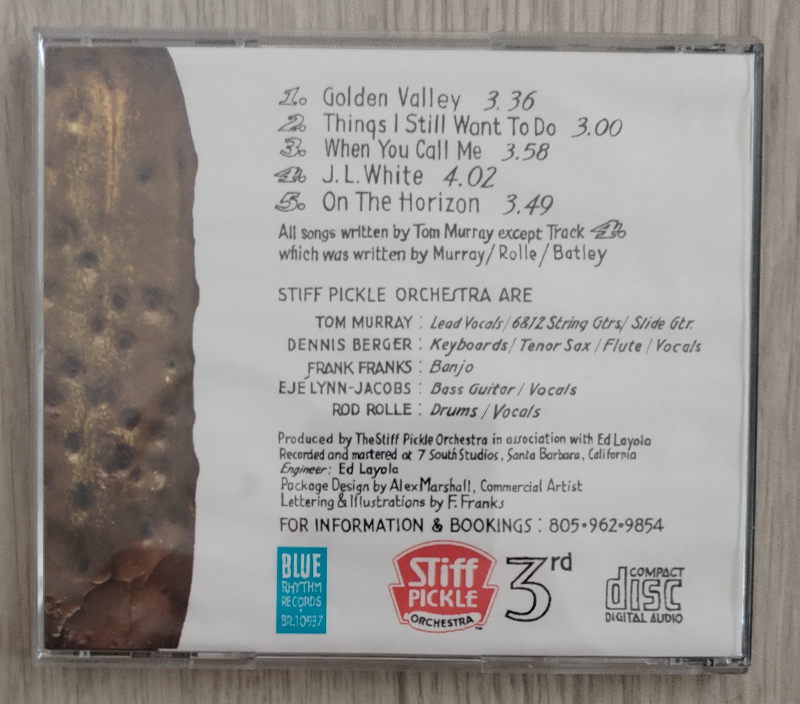 1. Golden Valley 3.36
2. Things I Still Want To Do 3.00
3. When You Call Me 3.58
4. J.L. White 4.02
5. On The Horizon 3.49
All songs written by Tom Murray except Track 4.
which was written by Murray/Rolle/Batley
STIFF PICKLE ORCHESTRA ARE
TOM MURRAY: Lead Vocals/6&12 String Gtrs/Slide Gtr.
DENNIS BERGER: Keyboards/Tenor Sax/Flute/Vocals
FRANK FRANKS: Banjo
EJE LYNN-JACOBS: Bass Guitar/Vocals
ROD ROLLE: Drums/Vocals
Produced by The Stiff Pickle Orchestra in association with Ed Layola
Recorded and mastered at 7 South Studios, Santa Barbara, California
Engineer: Ed Layola
Package Design by Alex Marshall, Commercial Artist
Lettering & Illustrations by F. Franks
FOR INFORMATION & BOOKINGS: 805•962•9854
BLUE
RHYTHM
RECORDS
BR.10937
STIFF
PICKLE
ORCHESTRA™
3rd
COMPACT
disc
DIGITAL AUDIO